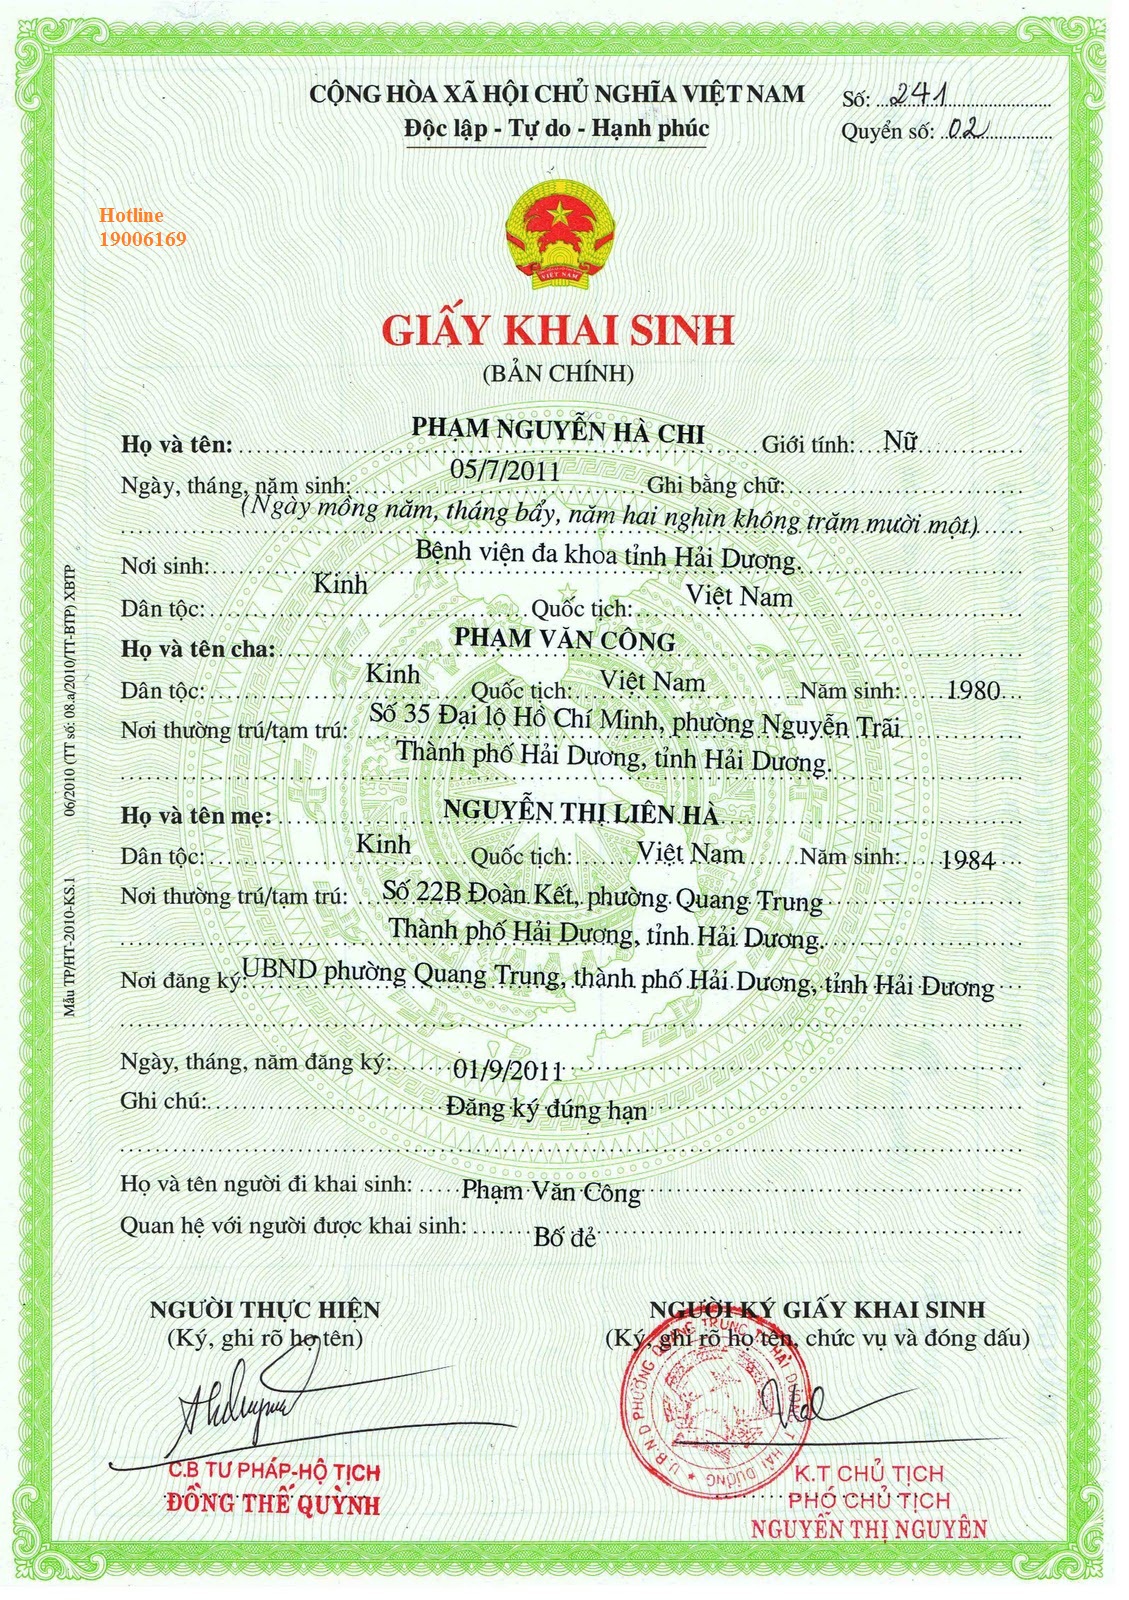 CỘNG HÒA XÃ HỘI CHỦ NGHĨA VIỆT NAM
Số: 241
Độc lập - Tự do - Hạnh phúc
Quyển số: 02
Hotline
19006169
VIỆT NAM
GIẤY KHAI SINH
(BẢN CHÍNH)
Họ và tên: PHẠM NGUYỄN HÀ CHI Giới tính: Nữ
Ngày, tháng, năm sinh: 05/7/2011 Ghi bằng chữ:
(Ngày mồng năm, tháng bẩy, năm hai nghìn không trăm mười một)
Nơi sinh: Bệnh viện đa khoa tỉnh Hải Dương.
Dân tộc: Kinh Quốc tịch: Việt Nam
Họ và tên cha: PHẠM VĂN CÔNG
Dân tộc: Kinh Quốc tịch: Việt Nam Năm sinh: 1980
Nơi thường trú/tạm trú: Số 35 Đại lộ Hồ Chí Minh, phường Nguyễn Trãi
Thành phố Hải Dương, tỉnh Hải Dương.
Họ và tên mẹ: NGUYỄN THỊ LIÊN HÀ
Dân tộc: Kinh Quốc tịch: Việt Nam Năm sinh: 1984
Nơi thường trú/tạm trú: Số 22B Đoàn Kết, phường Quang Trung
Thành phố Hải Dương, tỉnh Hải Dương.
Nơi đăng ký: UBND phường Quang Trung, thành phố Hải Dương, tỉnh Hải Dương
Ngày, tháng, năm đăng ký: 01/9/2011
Ghi chú: Đăng ký đúng hạn
Họ và tên người đi khai sinh: Phạm Văn Công
Quan hệ với người được khai sinh: Bố đẻ
Mẫu TP/HT-2010-KS.1 06/2010 (TT số: 08.a/2010/TT-BTP) XBTP
NGƯỜI THỰC HIỆN
(Ký, ghi rõ họ tên)
NGƯỜI KÝ GIẤY KHAI SINH
(Ký, ghi rõ họ tên, chức vụ và đóng dấu)
U.B.N.D PHƯỜNG QUANG TRUNG T.P HẢI DƯƠNG T. HẢI DƯƠNG
C.B TƯ PHÁP-HỘ TỊCH
ĐỒNG THẾ QUỲNH
K.T CHỦ TỊCH
PHÓ CHỦ TỊCH
NGUYỄN THỊ NGUYÊN